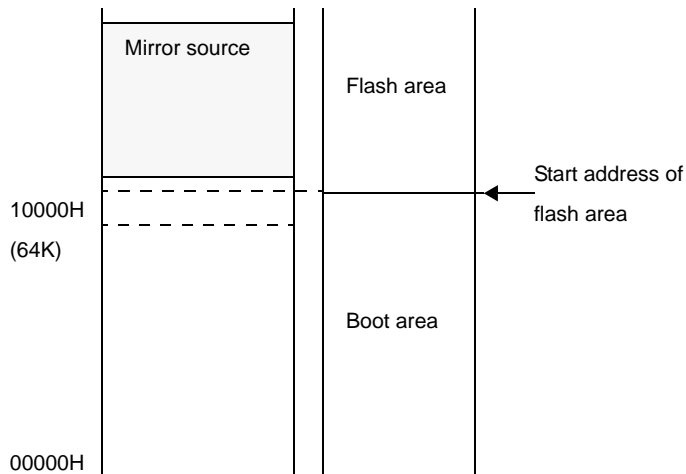 Mirror source
Flash area
Start address of
flash area
10000H
(64K)
Boot area
00000H